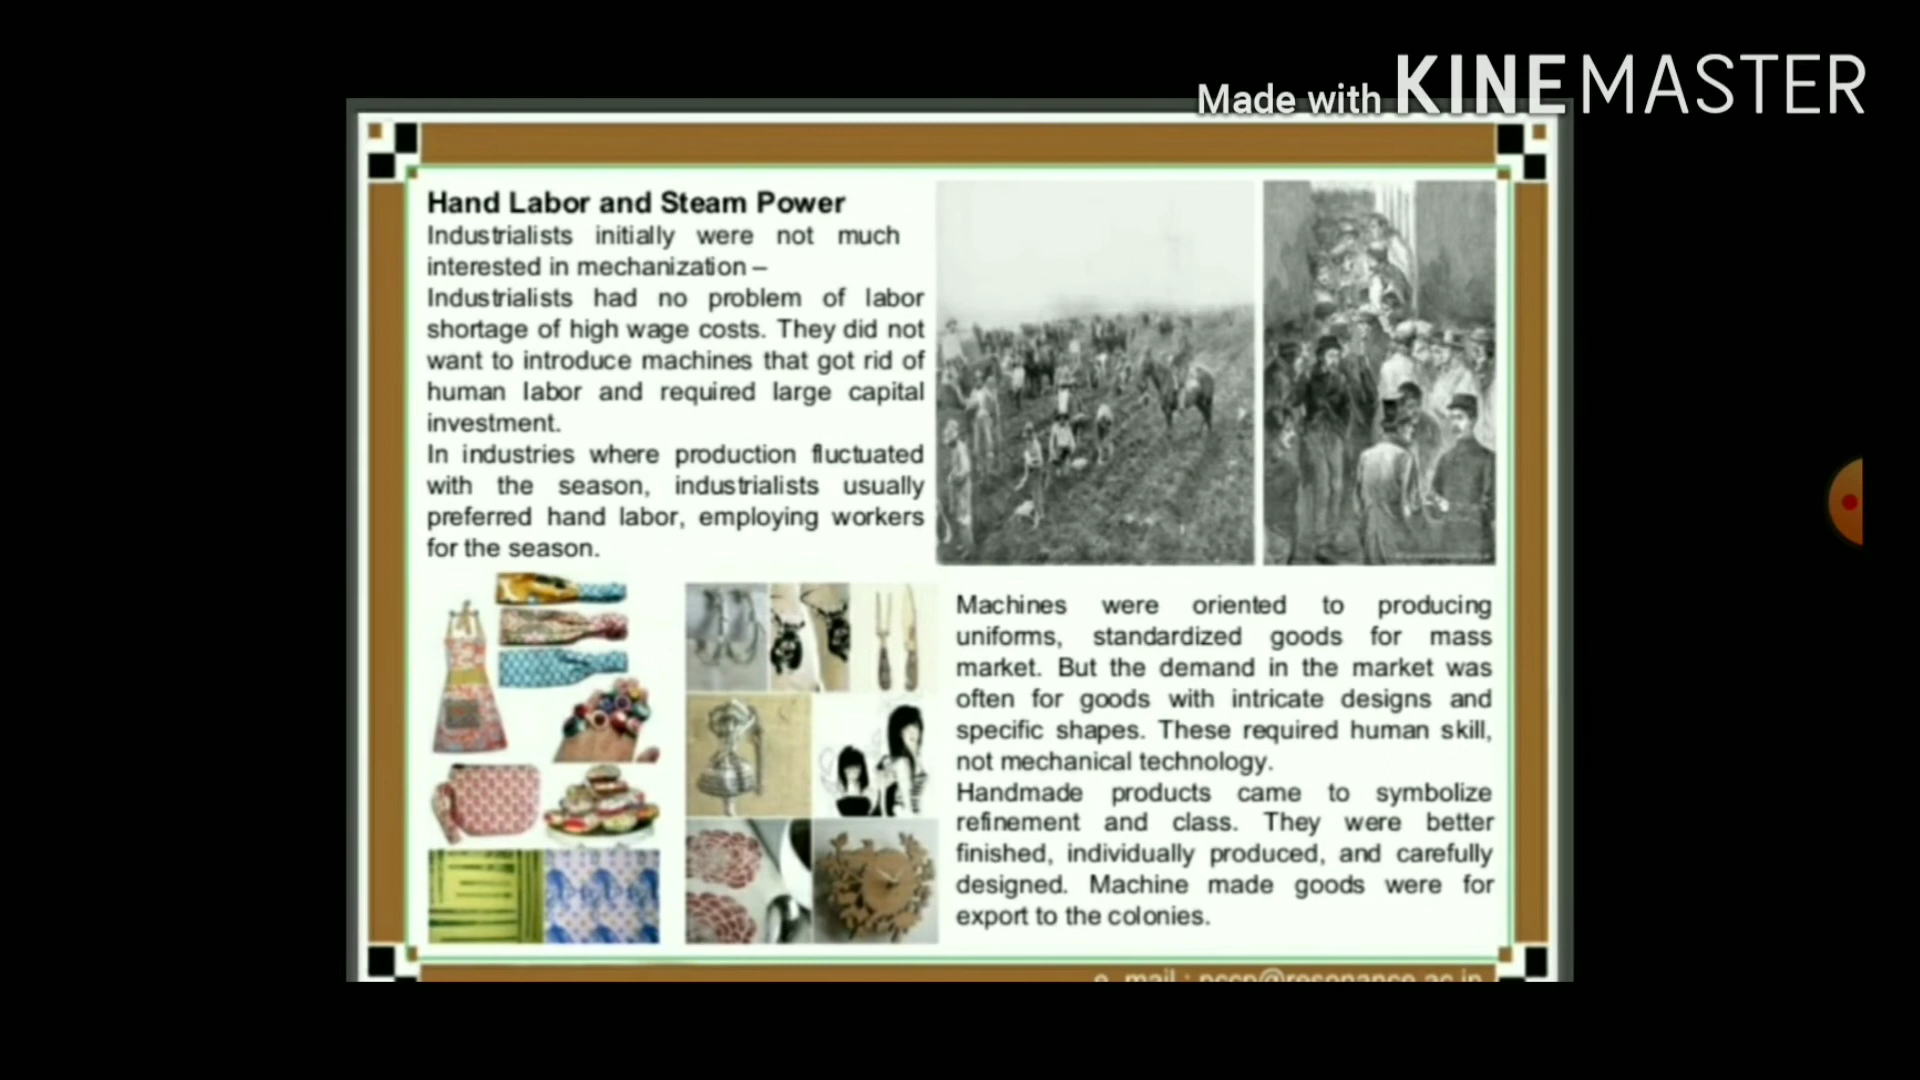 Made with KINEMASTER
Hand Labor and Steam Power
Industrialists initially were not much
interested in mechanization –
Industrialists had no problem of labor
shortage of high wage costs. They did not
want to introduce machines that got rid of
human labor and required large capital
investment.
In industries where production fluctuated
with the season, industrialists usually
preferred hand labor, employing workers
for the season.
Machines were oriented to producing
uniforms, standardized goods for mass
market. But the demand in the market was
often for goods with intricate designs and
specific shapes. These required human skill,
not mechanical technology.
Handmade products came to symbolize
refinement and class. They were better
finished, individually produced, and carefully
designed. Machine made goods were for
export to the colonies.
e mail : pccp@resonance.ac.in